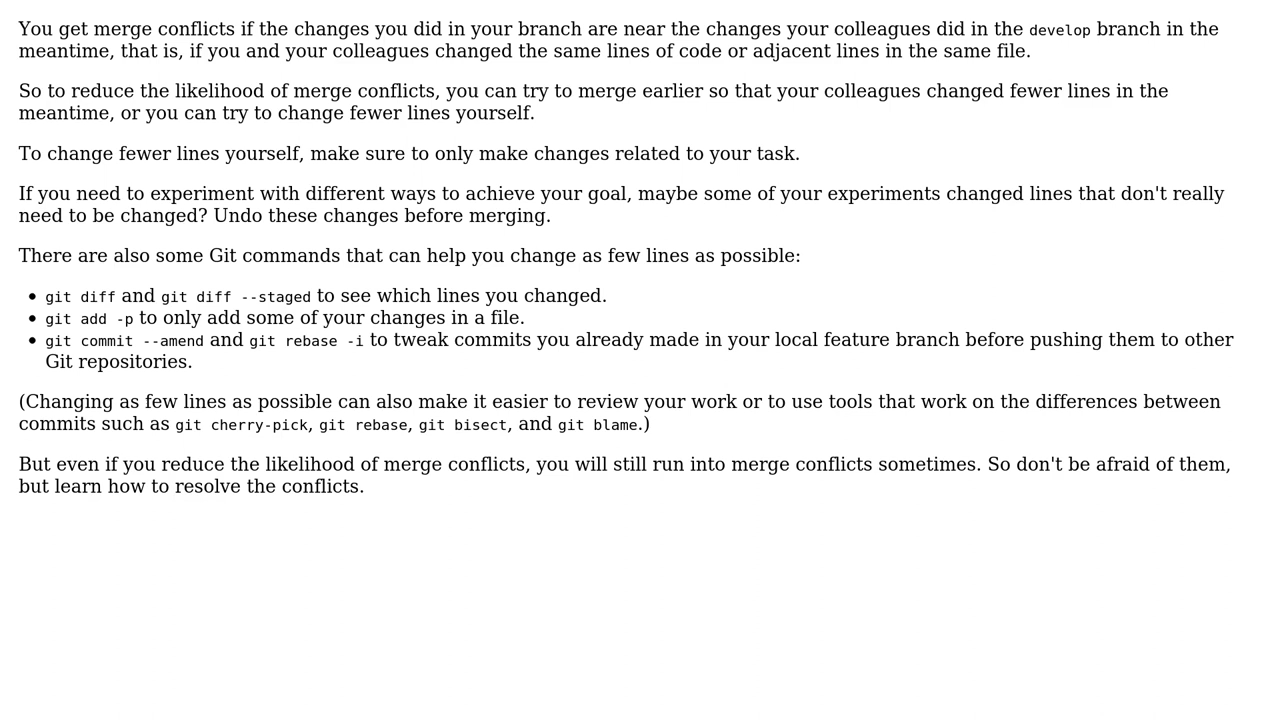 You get merge conflicts if the changes you did in your branch are near the changes your colleagues did in the develop branch in the
meantime, that is, if you and your colleagues changed the same lines of code or adjacent lines in the same file.
So to reduce the likelihood of merge conflicts, you can try to merge earlier so that your colleagues changed fewer lines in the
meantime, or you can try to change fewer lines yourself.
To change fewer lines yourself, make sure to only make changes related to your task.
If you need to experiment with different ways to achieve your goal, maybe some of your experiments changed lines that don't really
need to be changed? Undo these changes before merging.
There are also some Git commands that can help you change as few lines as possible:
• git diff and git diff --staged to see which lines you changed.
• git add -p to only add some of your changes in a file.
• git commit --amend and git rebase -i to tweak commits you already made in your local feature branch before pushing them to other
Git repositories.
(Changing as few lines as possible can also make it easier to review your work or to use tools that work on the differences between
commits such as git cherry-pick, git rebase, git bisect, and git blame.)
But even if you reduce the likelihood of merge conflicts, you will still run into merge conflicts sometimes. So don't be afraid of them,
but learn how to resolve the conflicts.